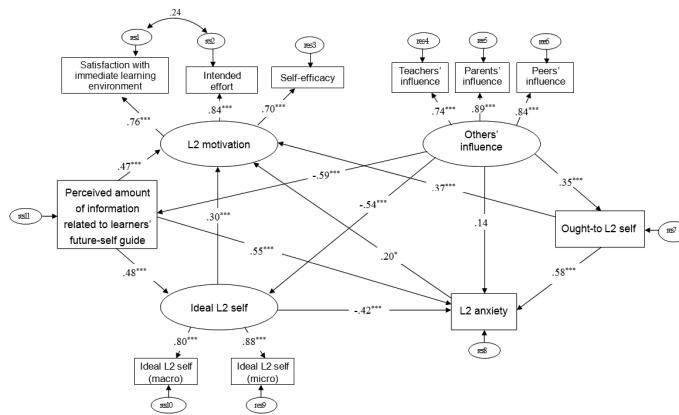 .24
res1
res2
res3
res4
res5
res6
Satisfaction with
immediate learning
environment
Intended
effort
Self-efficacy
Teachers'
influence
Parents'
influence
Peers'
influence
.76***
.84***
.70***
.74***
.89***
.84***
L2 motivation
Others'
influence
.47***
-.59***
.37***
.35***
Perceived amount
of information
related to learners'
future-self guide
res11
.30***
-.54***
.14
Ought-to L2 self
res7
.55***
.20*
.58***
.48***
Ideal L2 self
-.42***
L2 anxiety
.80***
.88***
res8
Ideal L2 self
(macro)
Ideal L2 self
(micro)
res10
res9